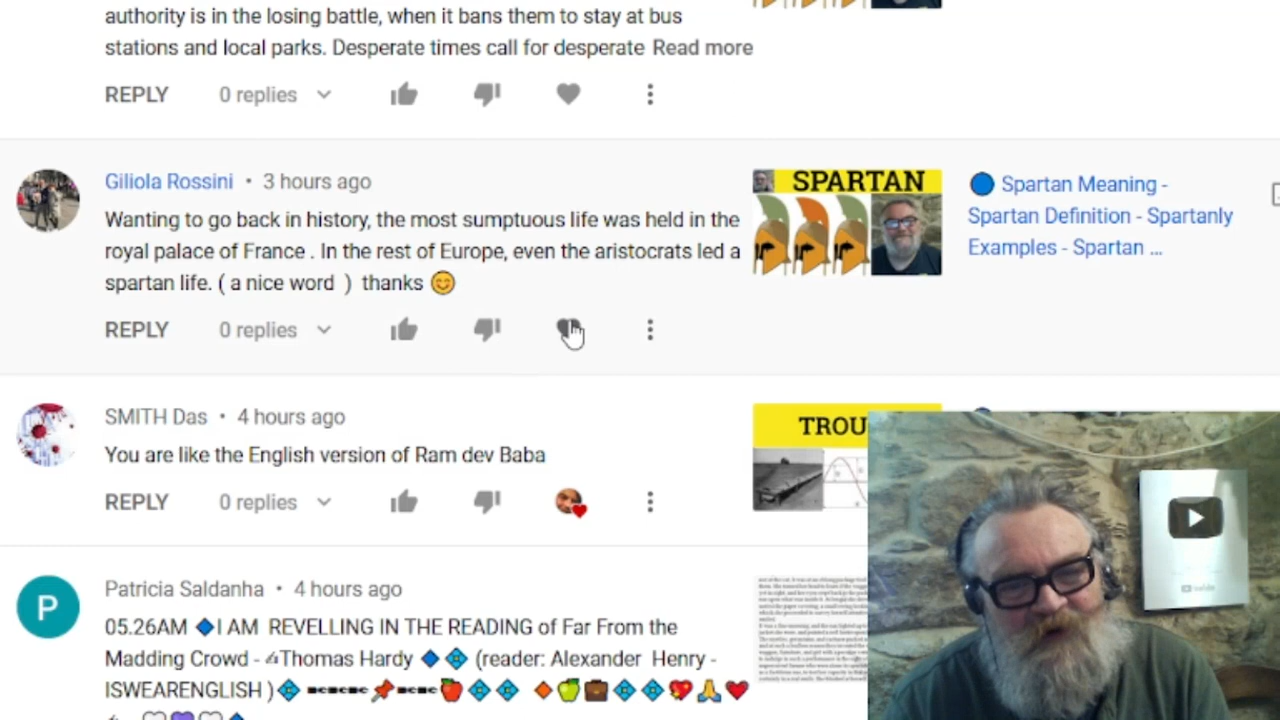 authority is in the losing battle, when it bans them to stay at bus
stations and local parks. Desperate times call for desperate Read more
REPLY 0 replies
Giliola Rossini • 3 hours ago
Wanting to go back in history, the most sumptuous life was held in the
royal palace of France . In the rest of Europe, even the aristocrats led a
spartan life. ( a nice word ) thanks 😊
REPLY 0 replies
SPARTAN
🔵 Spartan Meaning -
Spartan Definition - Spartanly
Examples - Spartan ...
SMITH Das • 4 hours ago
You are like the English version of Ram dev Baba
REPLY 0 replies
TROU
P
Patricia Saldanha • 4 hours ago
05.26AM 🔷I AM REVELLING IN THE READING of Far From the
Madding Crowd - ✍Thomas Hardy 🔷💠 (reader: Alexander Henry -
ISWEARENGLISH )💠